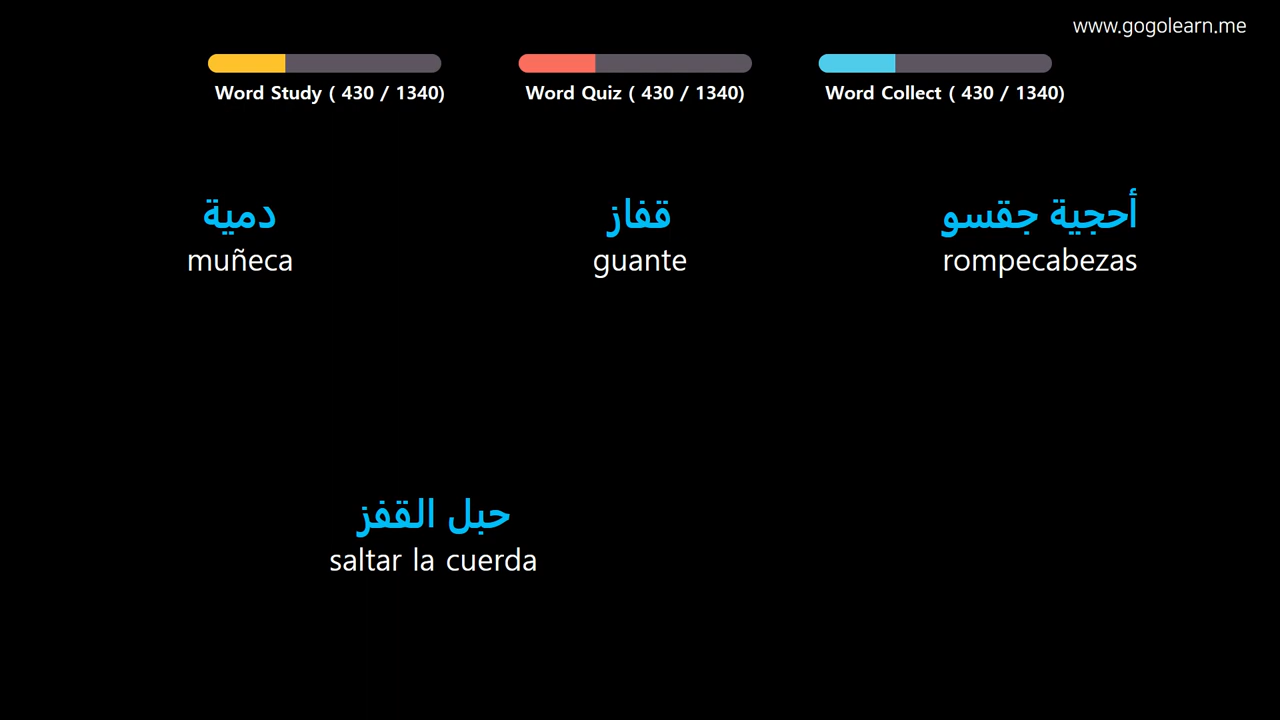 www.gogolearn.me
Word Study ( 430 / 1340)
Word Quiz ( 430 / 1340)
Word Collect ( 430 / 1340)
دمية
muñeca
قفاز
guante
أحجية جقسو
rompecabezas
حبل القفز
saltar la cuerda